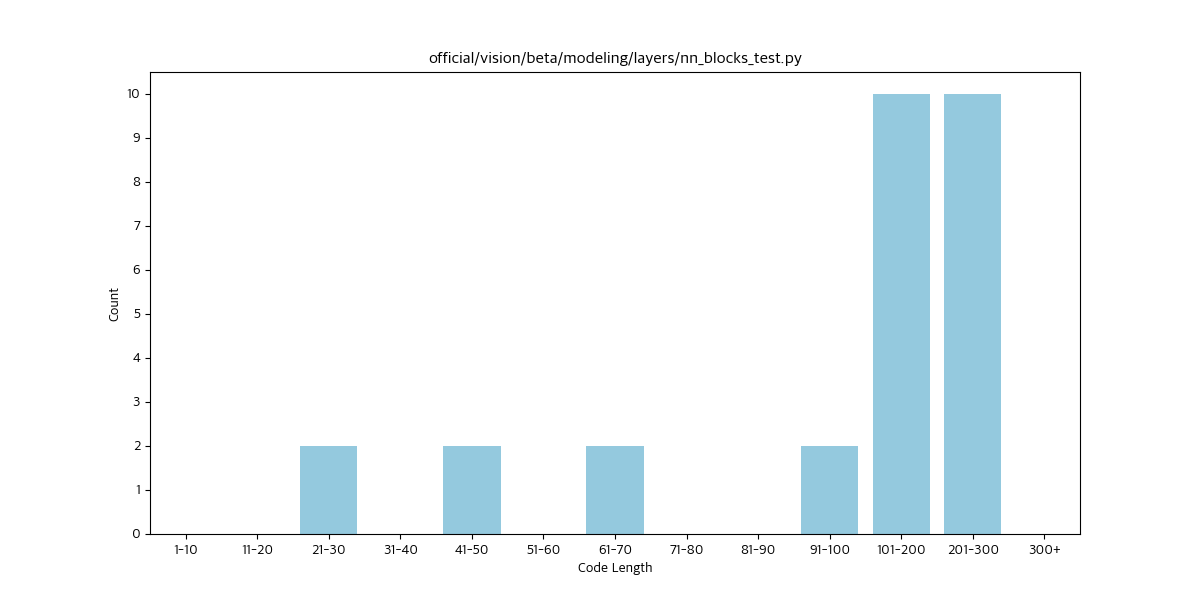 official/vision/beta/modeling/layers/nn_blocks_test.py
10
9
8
7
6
5
4
3
2
1
0
Count
1-10 11-20 21-30 31-40 41-50 51-60 61-70 71-80 81-90 91-100 101-200 201-300 300+
Code Length